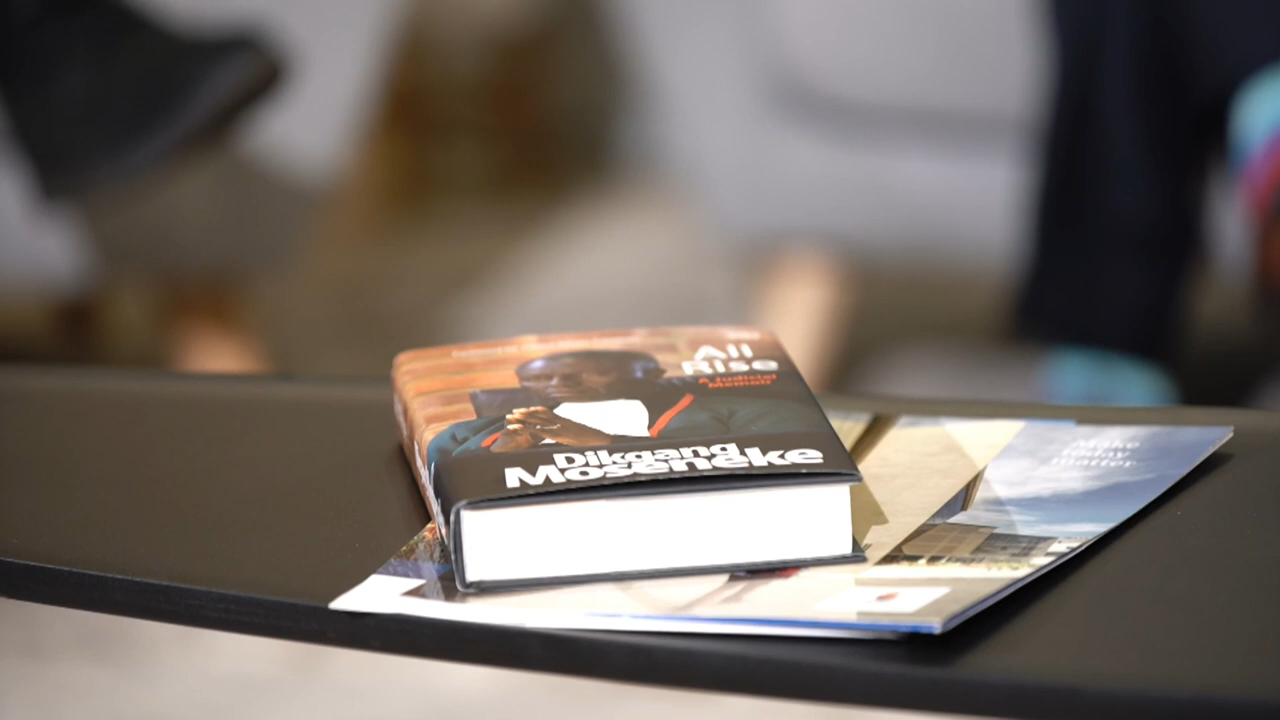 All
Rise
A Judicial
Memoir
Dikgang
Moseneke
Make
today
matter.